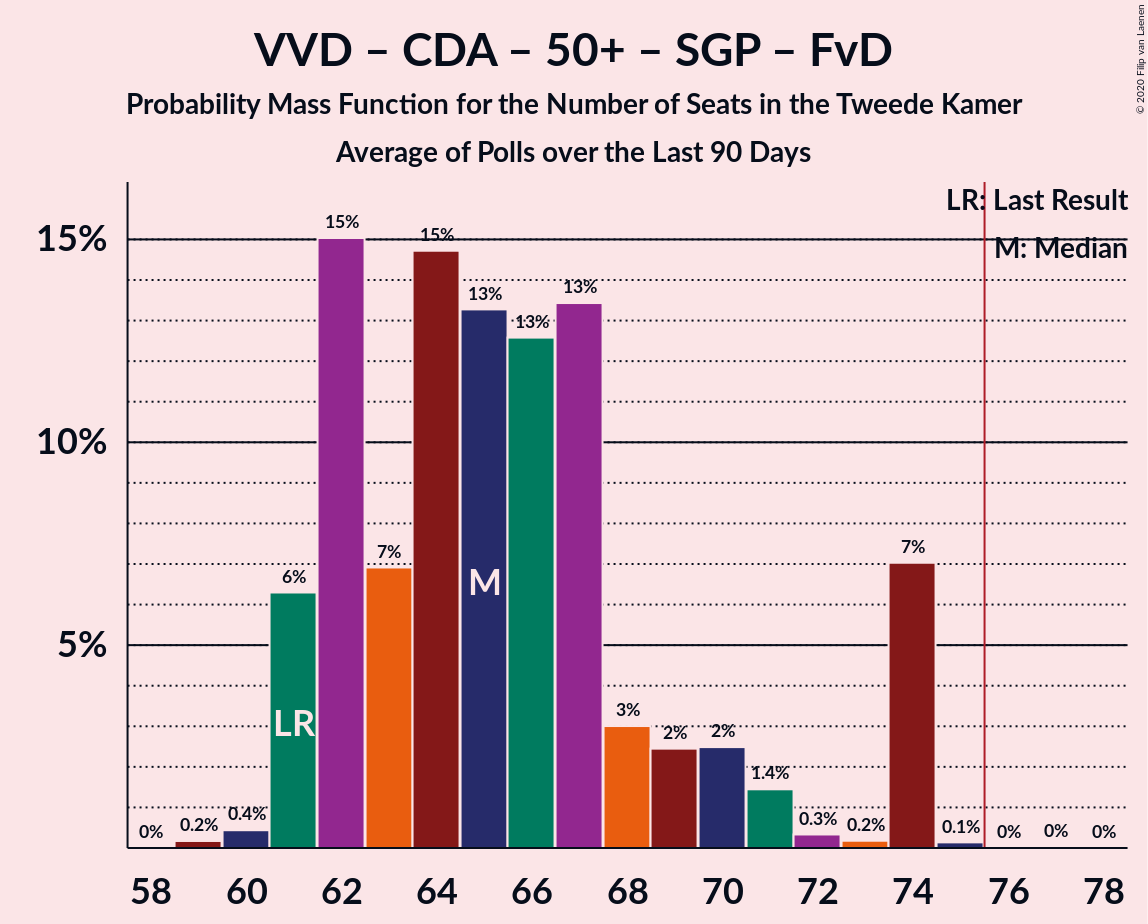 VVD – CDA – 50+ – SGP – FvD
Probability Mass Function for the Number of Seats in the Tweede Kamer
Average of Polls over the Last 90 Days
© 2020 Filip van Laenen
LR: Last Result
M: Median
15%
10%
5%
0%
0.2%
0.4%
6%
15%
7%
15%
13%
13%
13%
3%
2%
2%
1.4%
0.3%
0.2%
7%
0.1%
0%
0%
0%
LR
M
58 60 62 64 66 68 70 72 74 76 78